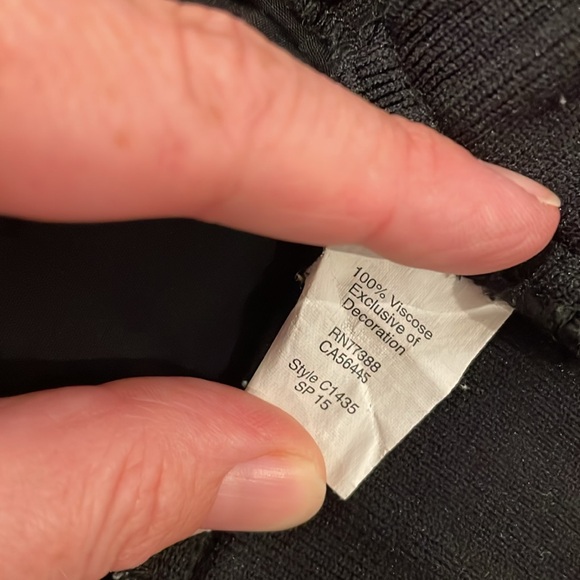 100% Viscose
Exclusive of
Decoration
RN77388
CA56445
Style C1435
SP 15